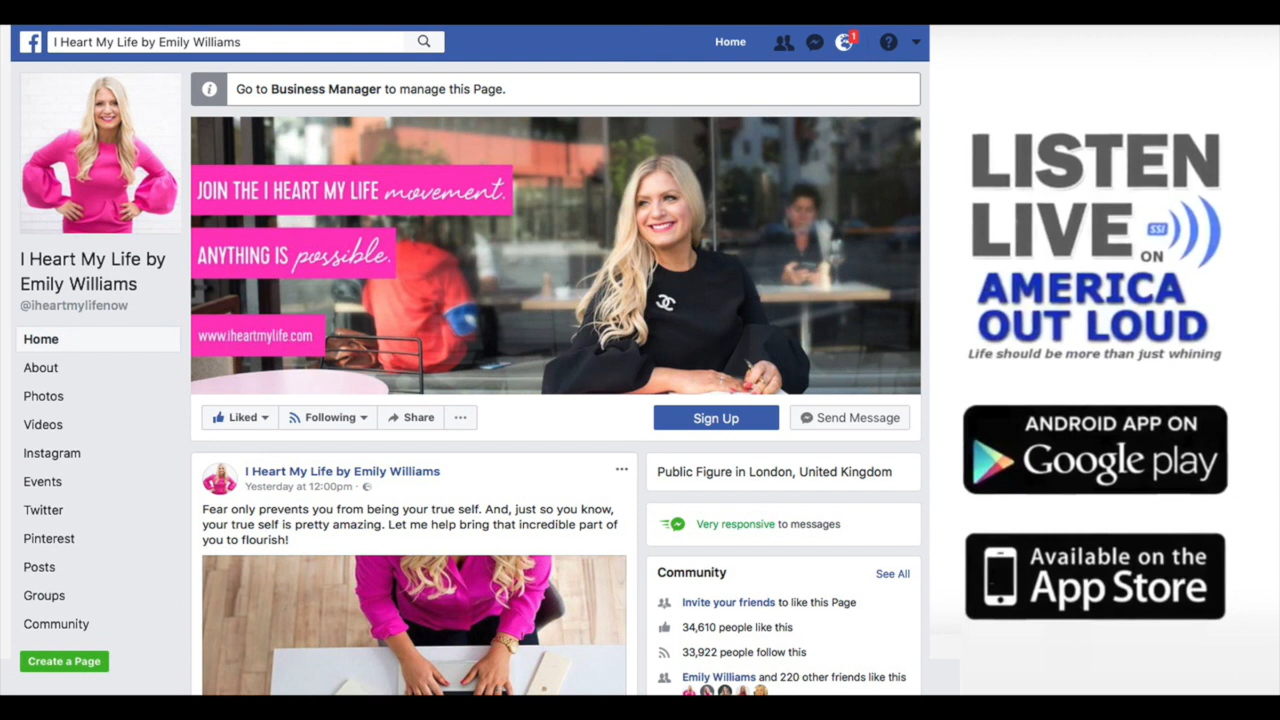 I Heart My Life by Emily Williams
Home
1
Go to Business Manager to manage this Page.
JOIN THE I HEART MY LIFE movement.
ANYTHING IS possible.
www.iheartmylife.com
I Heart My Life by
Emily Williams
@iheartmylifenow
Home
About
Photos
Videos
Instagram
Events
Twitter
Pinterest
Posts
Groups
Community
Create a Page
Liked
Following
Share
Sign Up
Send Message
I Heart My Life by Emily Williams
Yesterday at 12:00pm ·
Fear only prevents you from being your true self. And, just so you know,
your true self is pretty amazing. Let me help bring that incredible part of
you to flourish!
Public Figure in London, United Kingdom
Very responsive to messages
Community
See All
Invite your friends to like this Page
34,610 people like this
33,922 people follow this
Emily Williams and 220 other friends like this
LISTEN
LIVE
SSI
ON
AMERICA
OUT LOUD
Life should be more than just whining
ANDROID APP ON
Google play
Available on the
App Store